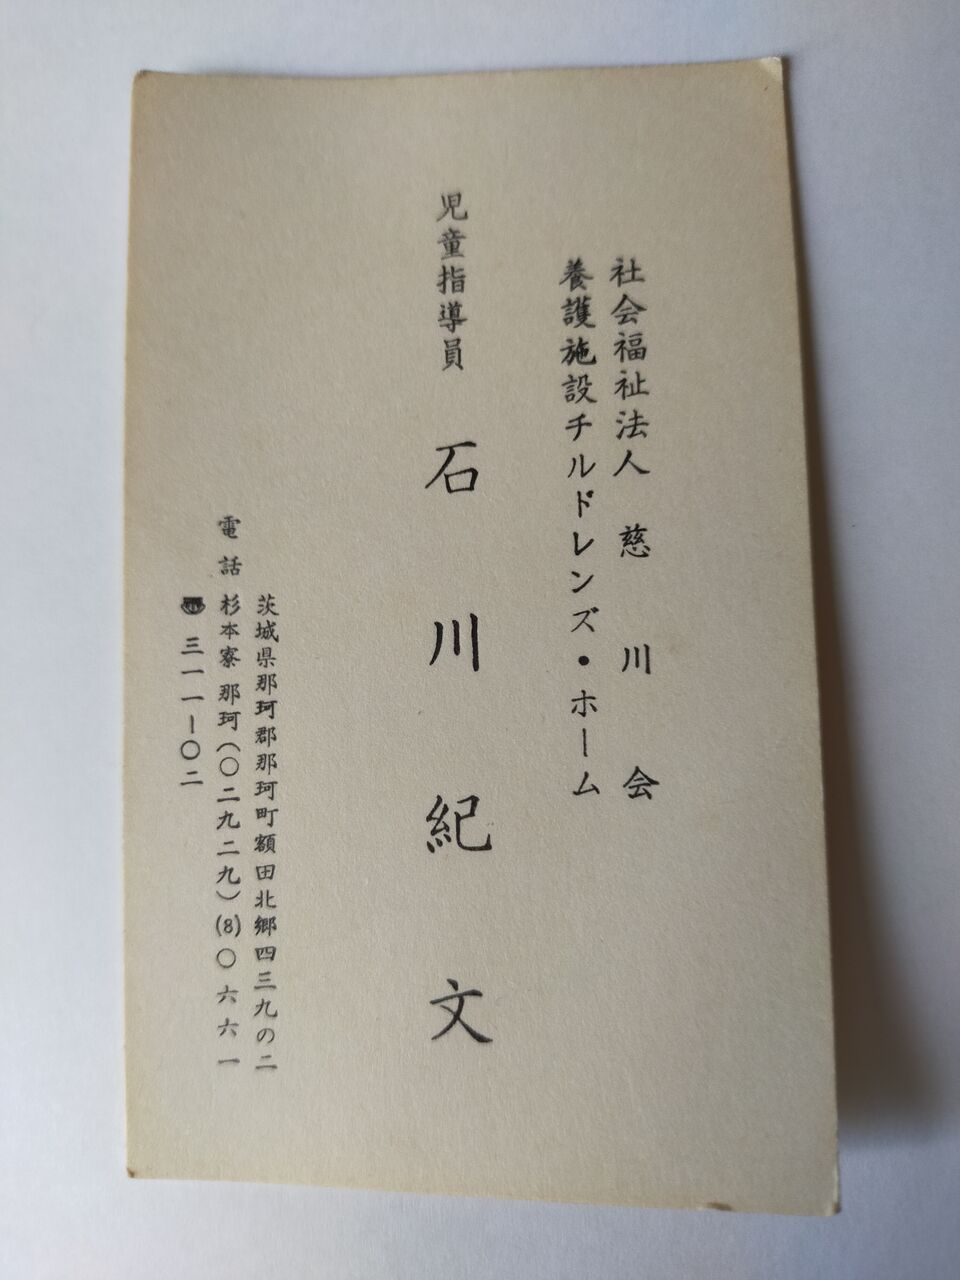 社会福祉法人 慈川会
養護施設チルドレンズ・ホーム
児童指導員 石川紀文
茨城県那珂郡那珂町額田北郷四三九の二
電話 杉本寮 那珂(〇二九二九)(8)〇六六一
☎ 三一一―〇二